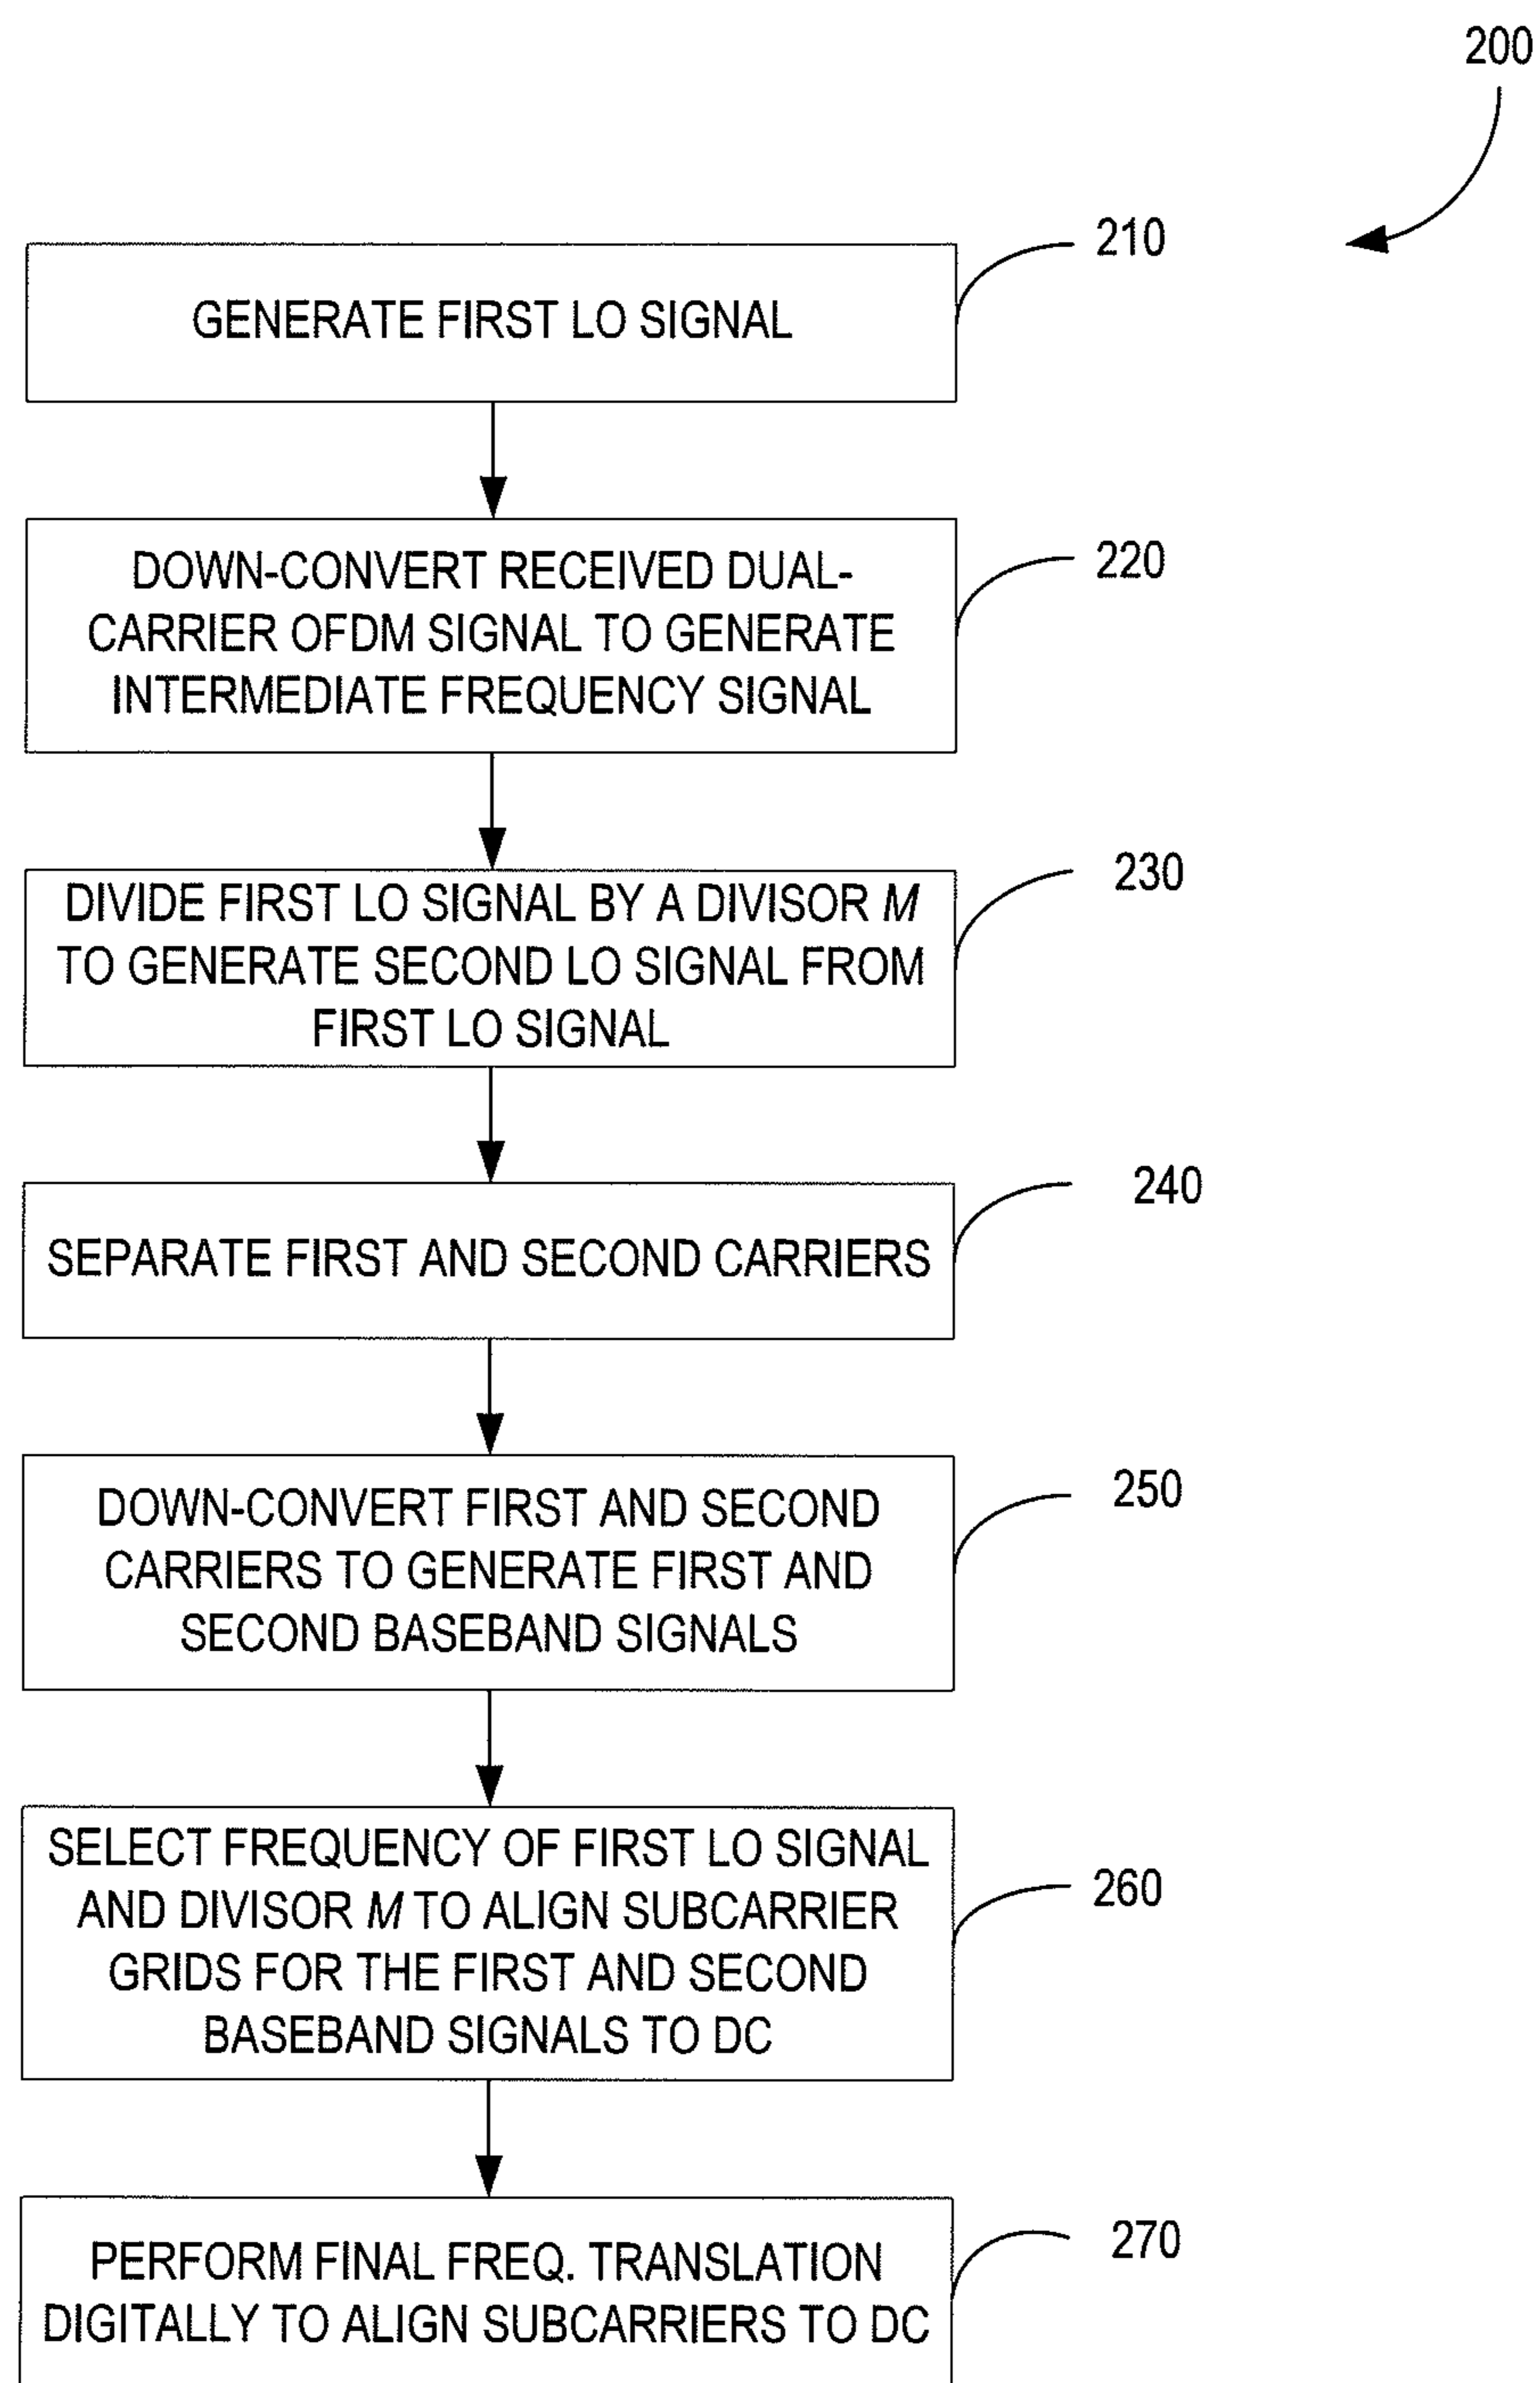 200
210
GENERATE FIRST LO SIGNAL
220
DOWN-CONVERT RECEIVED DUAL-
CARRIER OFDM SIGNAL TO GENERATE
INTERMEDIATE FREQUENCY SIGNAL
230
DIVIDE FIRST LO SIGNAL BY A DIVISOR M
TO GENERATE SECOND LO SIGNAL FROM
FIRST LO SIGNAL
240
SEPARATE FIRST AND SECOND CARRIERS
250
DOWN-CONVERT FIRST AND SECOND
CARRIERS TO GENERATE FIRST AND
SECOND BASEBAND SIGNALS
260
SELECT FREQUENCY OF FIRST LO SIGNAL
AND DIVISOR M TO ALIGN SUBCARRIER
GRIDS FOR THE FIRST AND SECOND
BASEBAND SIGNALS TO DC
270
PERFORM FINAL FREQ. TRANSLATION
DIGITALLY TO ALIGN SUBCARRIERS TO DC